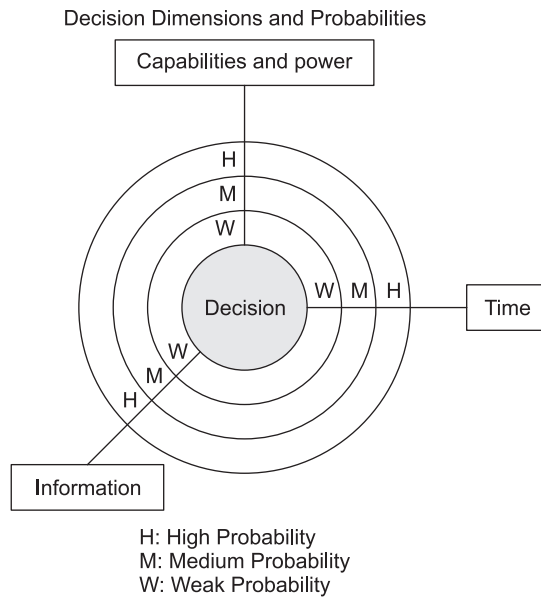 Decision Dimensions and Probabilities
Capabilities and power
H
M
W
Decision
W M H
Time
W
M
H
Information
H: High Probability
M: Medium Probability
W: Weak Probability